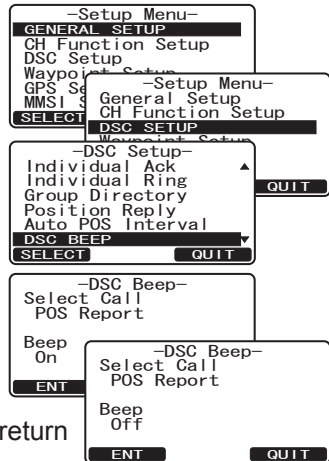 —Setup Menu—
GENERAL SETUP
CH Function Setup
DSC Setup
Waypoint Setup
GPS Se
MMSI S
SELECT
—Setup Menu—
General Setup
CH Function Setup
DSC SETUP
Waypoint Setup
QUIT
—DSC Setup—
Individual Ack
Individual Ring
Group Directory
Position Reply
Auto POS Interval
DSC BEEP
SELECT QUIT
—DSC Beep—
Select Call
POS Report
Beep
On
ENT
—DSC Beep—
Select Call
POS Report
Beep
Off
ENT QUIT
return